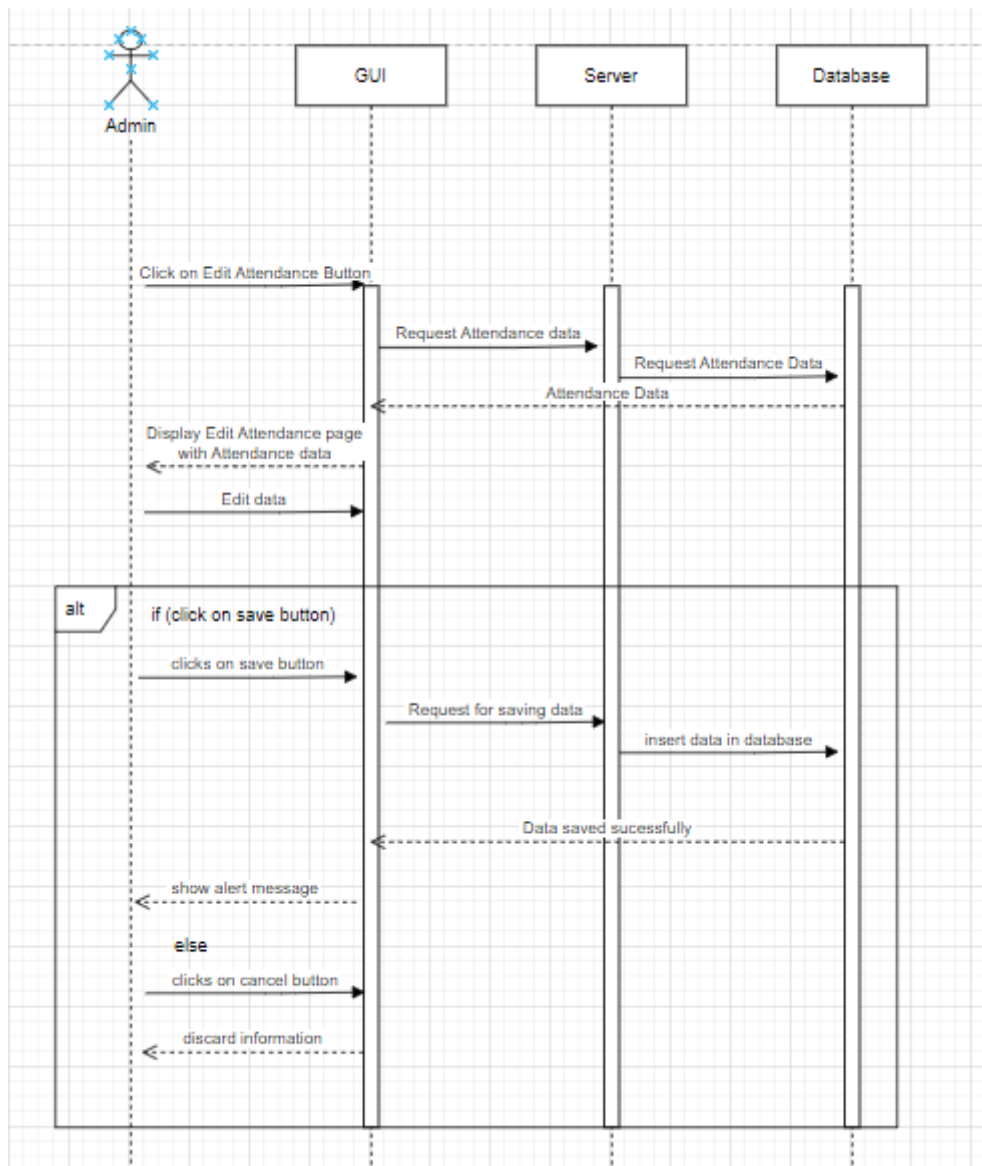 GUI
Server
Database
Admin
Click on Edit Attendance Button
Request Attendance data
Request Attendance Data
Attendance Data
Display Edit Attendance page
with Attendance data
Edit data
alt
if (click on save button)
clicks on save button
Request for saving data
insert data in database
Data saved sucessfully
show alert message
else
clicks on cancel button
discard information